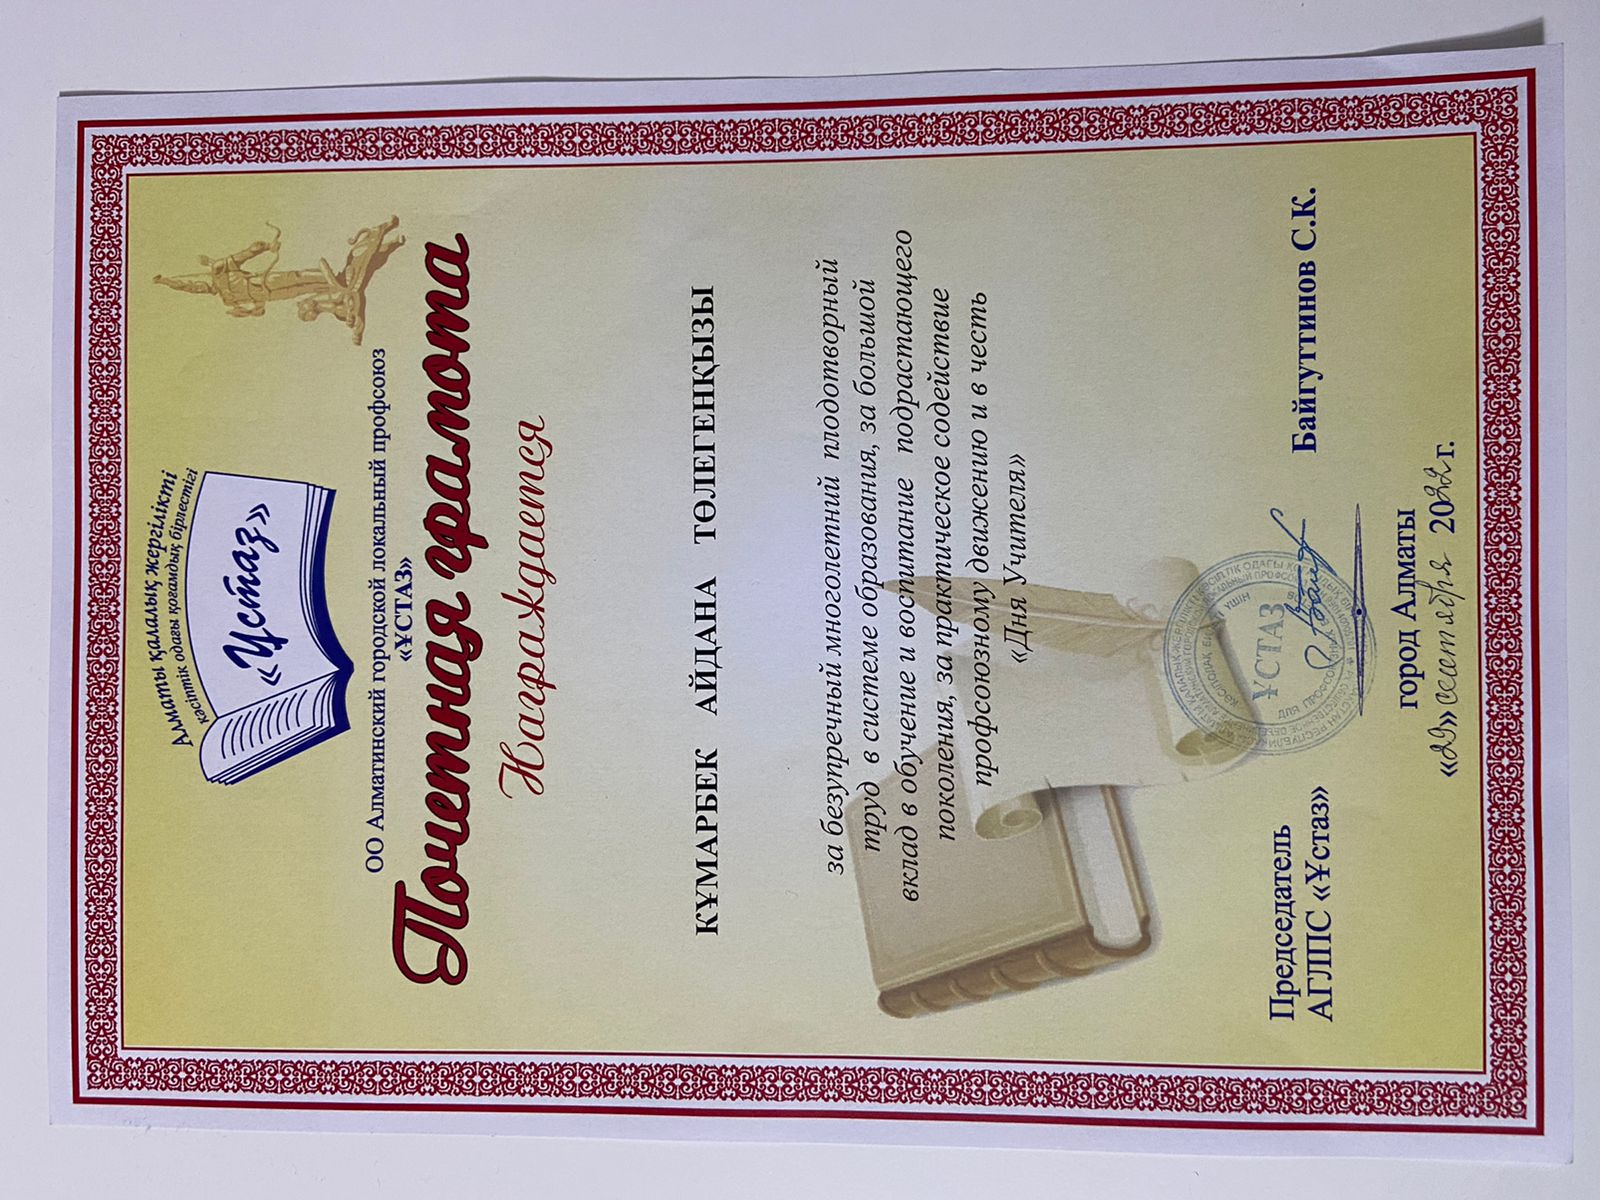 Алматы қалалық жергілікті
кәсіптік одағы қоғамдық бірлестігі
«Ұстаз»
ОО Алматинский городской локальный профсоюз
«ҰСТАЗ»
Почетная грамота
Награждается
КҰМАРБЕК АЙДАНА ТӨЛЕГЕНҚЫЗЫ
за безупречный многолетний плодотворный
труд в системе образования, за большой
вклад в обучение и воспитание подрастающего
поколения, за практическое содействие
профсоюзному движению и в честь
«Дня Учителя»
ҰСТАЗ
Председатель
АГЛПС «Ұстаз»
Байгуттинов С.К.
город Алматы
«29» сентября 2022 г.